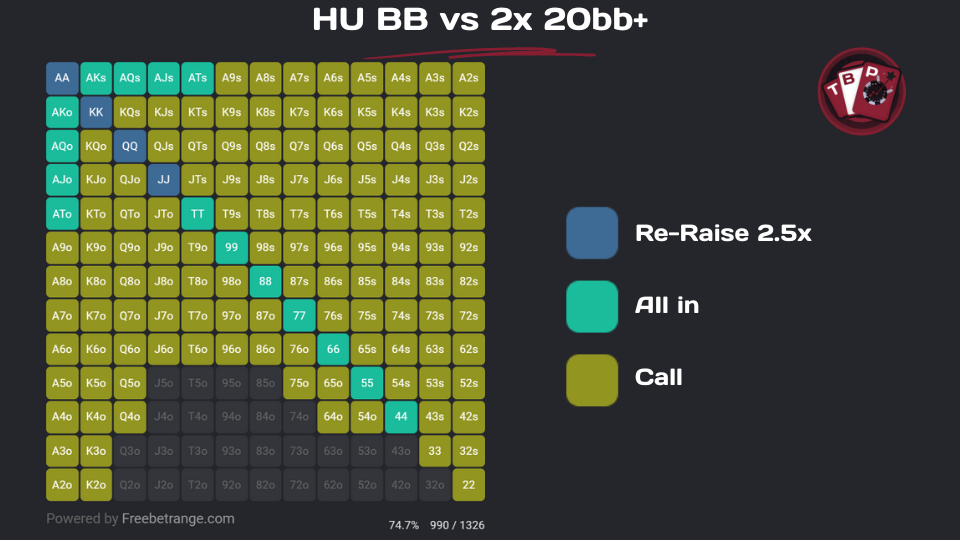 HU BB vs 2x 20bb+
TBP
AA AKs AQs AJs ATs A9s A8s A7s A6s A5s A4s A3s A2s
AKo KK KQs KJs KTs K9s K8s K7s K6s K5s K4s K3s K2s
AQo KQo QQ QJs QTs Q9s Q8s Q7s Q6s Q5s Q4s Q3s Q2s
AJo KJo QJo JJ JTs J9s J8s J7s J6s J5s J4s J3s J2s
ATo KTo QTo JTo TT T9s T8s T7s T6s T5s T4s T3s T2s
A9o K9o Q9o J9o T9o 99 98s 97s 96s 95s 94s 93s 92s
A8o K8o Q8o J8o T8o 98o 88 87s 86s 85s 84s 83s 82s
A7o K7o Q7o J7o T7o 97o 87o 77 76s 75s 74s 73s 72s
A6o K6o Q6o J6o T6o 96o 86o 76o 66 65s 64s 63s 62s
A5o K5o Q5o J5o T5o 95o 85o 75o 65o 55 54s 53s 52s
A4o K4o Q4o J4o T4o 94o 84o 74o 64o 54o 44 43s 42s
A3o K3o Q3o J3o T3o 93o 83o 73o 63o 53o 43o 33 32s
A2o K2o Q2o J2o T2o 92o 82o 72o 62o 52o 42o 32o 22
Re-Raise 2.5x
All in
Call
Powered by Freebetrange.com
74.7% 990 / 1326